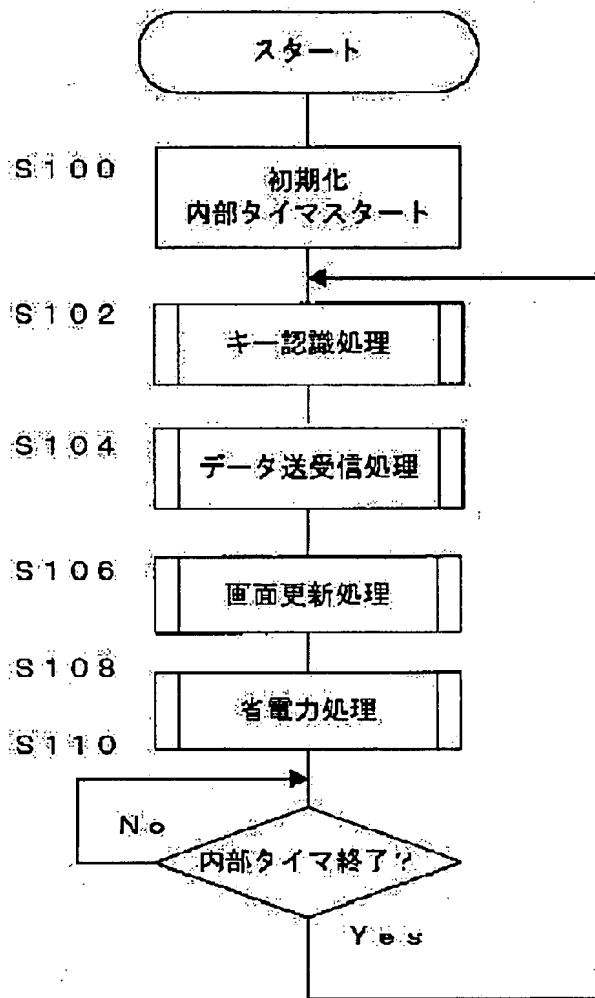 スタート
S100
初期化
内部タイマスタート
S102
キー認識処理
S104
データ送受信処理
S106
画面更新処理
S108
省電力処理
S110
No
内部タイマ終了?
Yes